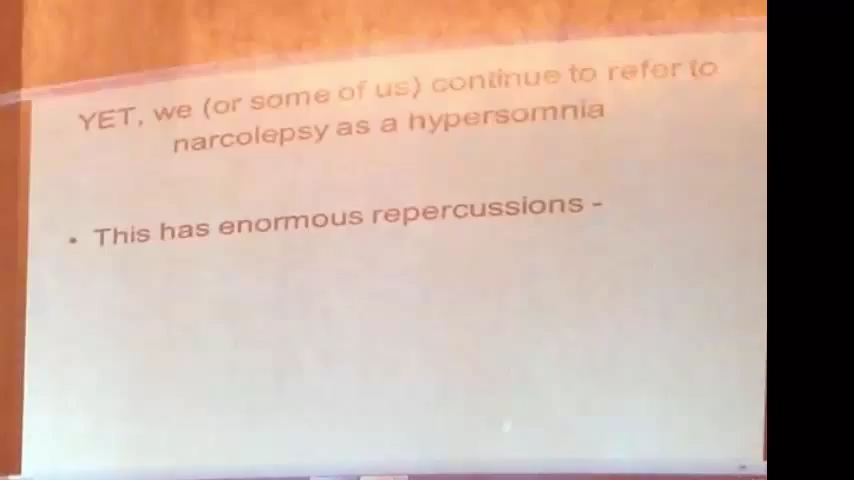 YET, we (or some of us) continue to refer to
narcolepsy as a hypersomnia
• This has enormous repercussions -